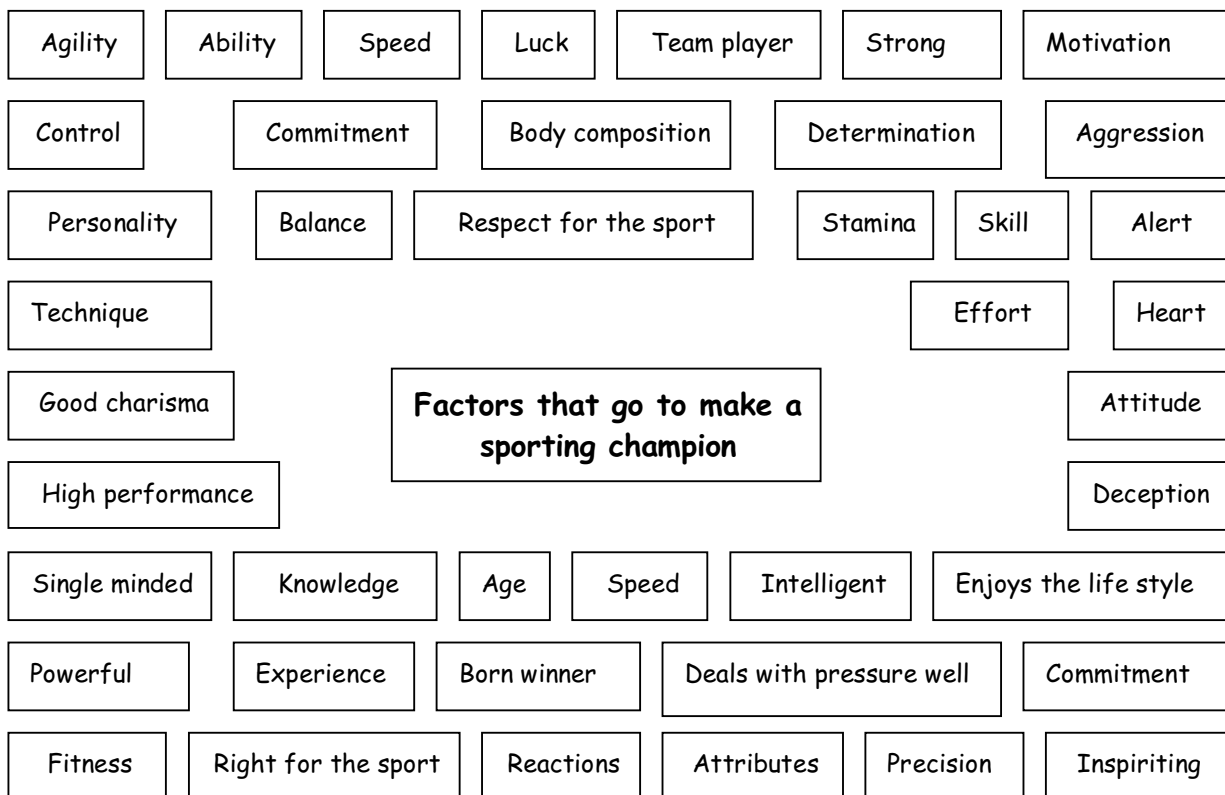 Agility Ability Speed Luck Team player Strong Motivation
Control Commitment Body composition Determination Aggression
Personality Balance Respect for the sport Stamina Skill Alert
Technique Effort Heart
Good charisma Attitude
Factors that go to make a
sporting champion
High performance Deception
Single minded Knowledge Age Speed Intelligent Enjoys the life style
Powerful Experience Born winner Deals with pressure well Commitment
Fitness Right for the sport Reactions Attributes Precision Inspiriting